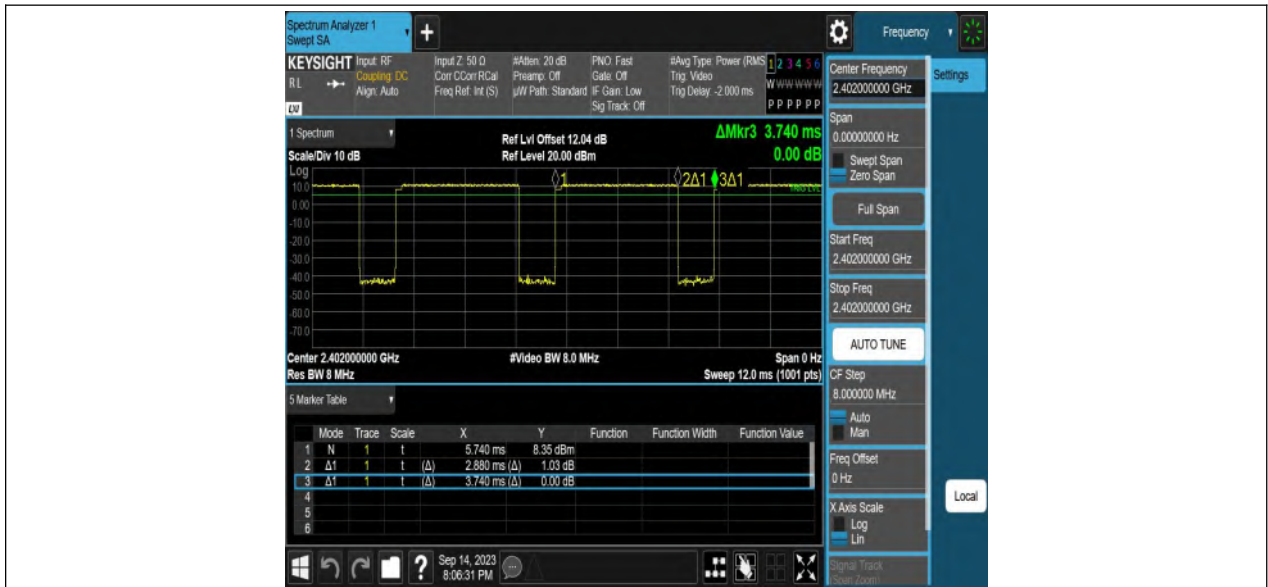 Spectrum Analyzer 1
Swept SA
+
Frequency
KEYSIGHT Input: RF Input Z: 50 Ω #Atten: 20 dB PNO: Fast #Avg Type: Power (RMS 1 2 3 4 5 6
RL Coupling: DC Corr CCorr RCal Preamp: Off Gate: Off Trig: Video W W W W W W
Align: Auto Freq Ref: Int (S) µW Path: Standard IF Gain: Low Trig Delay: -2.000 ms
Sig Track: Off P P P P P P
LXI
Center Frequency
2.402000000 GHz
Settings
Span
0.00000000 Hz
Swept Span
Zero Span
Full Span
Start Freq
2.402000000 GHz
Stop Freq
2.402000000 GHz
AUTO TUNE
CF Step
8.000000 MHz
Auto
Man
Freq Offset
0 Hz
X Axis Scale
Log
Lin
Signal Track
(Span Zoom)
Local
1 Spectrum
Ref Lvl Offset 12.04 dB
ΔMkr3 3.740 ms
Scale/Div 10 dB
Ref Level 20.00 dBm
0.00 dB
Log
1 2Δ1 3Δ1
TRIG LVL
10.0
0.00
-10.0
-20.0
-30.0
-40.0
-50.0
-60.0
-70.0
Center 2.402000000 GHz #Video BW 8.0 MHz Span 0 Hz
Res BW 8 MHz Sweep 12.0 ms (1001 pts)
5 Marker Table
Mode Trace Scale X Y Function Function Width Function Value
1 N 1 t 5.740 ms 8.35 dBm
2 Δ1 1 t (Δ) 2.880 ms (Δ) 1.03 dB
3 Δ1 1 t (Δ) 3.740 ms (Δ) 0.00 dB
4
5
6
?
Sep 14, 2023
8:06:31 PM